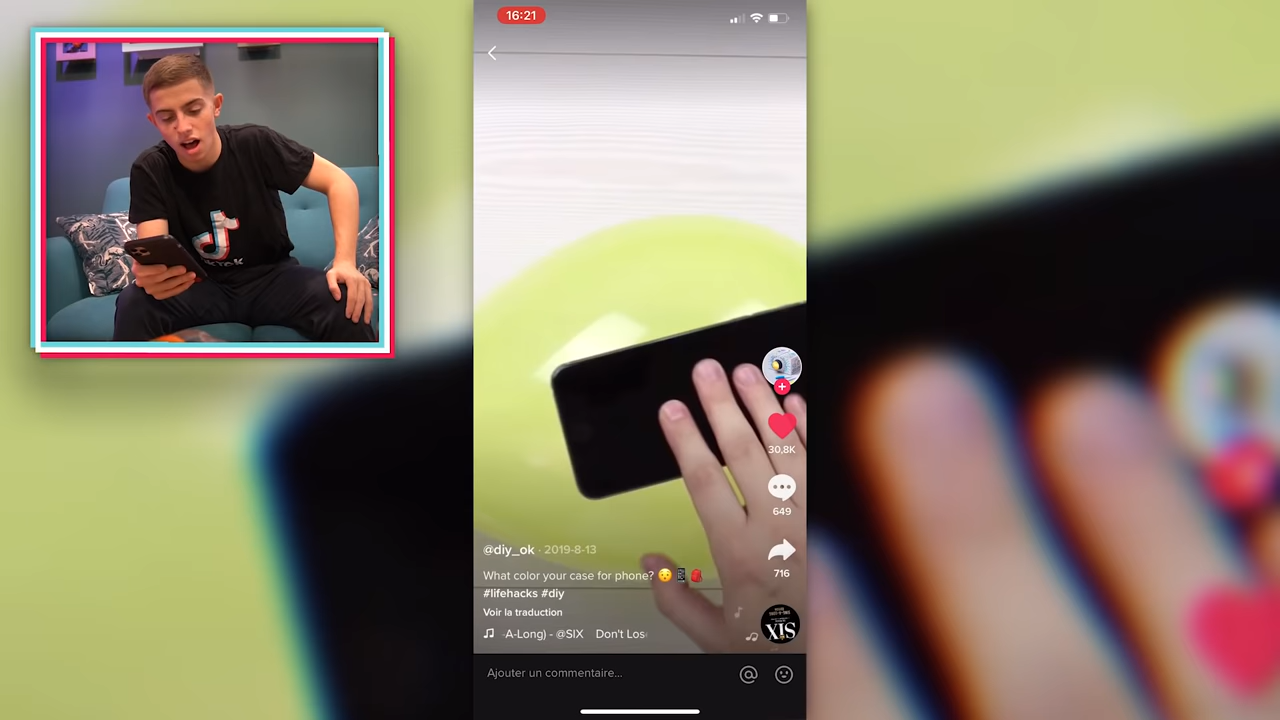 16:21
30,8K
649
@diy_ok · 2019-8-13
716
What color your case for phone? 😯📱🎒
#lifehacks #diy
Voir la traduction
-A-Long) - @SIX Don't Los
SIX
Ajouter un commentaire...